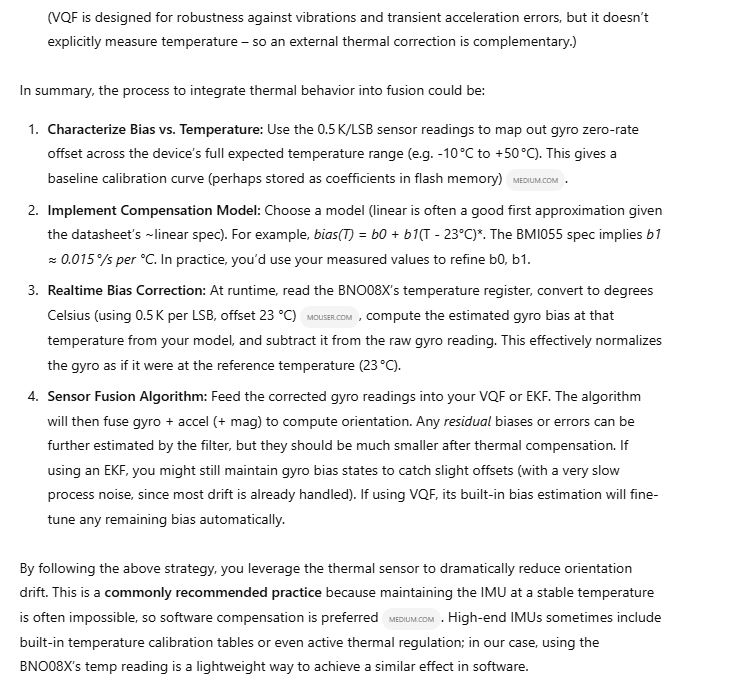 (VQF is designed for robustness against vibrations and transient acceleration errors, but it doesn't
explicitly measure temperature – so an external thermal correction is complementary.)
In summary, the process to integrate thermal behavior into fusion could be:
1. Characterize Bias vs. Temperature: Use the 0.5 K/LSB sensor readings to map out gyro zero-rate
offset across the device's full expected temperature range (e.g. -10 °C to +50 °C). This gives a
baseline calibration curve (perhaps stored as coefficients in flash memory) MEDIUM.COM .
2. Implement Compensation Model: Choose a model (linear is often a good first approximation given
the datasheet's ~linear spec). For example, bias(T) = b0 + b1(T - 23°C)*. The BMI055 spec implies b1
≈ 0.015 °/s per °C. In practice, you'd use your measured values to refine b0, b1.
3. Realtime Bias Correction: At runtime, read the BNO08X's temperature register, convert to degrees
Celsius (using 0.5 K per LSB, offset 23 °C) MOUSER.COM , compute the estimated gyro bias at that
temperature from your model, and subtract it from the raw gyro reading. This effectively normalizes
the gyro as if it were at the reference temperature (23 °C).
4. Sensor Fusion Algorithm: Feed the corrected gyro readings into your VQF or EKF. The algorithm
will then fuse gyro + accel (+ mag) to compute orientation. Any residual biases or errors can be
further estimated by the filter, but they should be much smaller after thermal compensation. If
using an EKF, you might still maintain gyro bias states to catch slight offsets (with a very slow
process noise, since most drift is already handled). If using VQF, its built-in bias estimation will fine-
tune any remaining bias automatically.
By following the above strategy, you leverage the thermal sensor to dramatically reduce orientation
drift. This is a commonly recommended practice because maintaining the IMU at a stable temperature
is often impossible, so software compensation is preferred MEDIUM.COM . High-end IMUs sometimes include
built-in temperature calibration tables or even active thermal regulation; in our case, using the
BNO08X's temp reading is a lightweight way to achieve a similar effect in software.